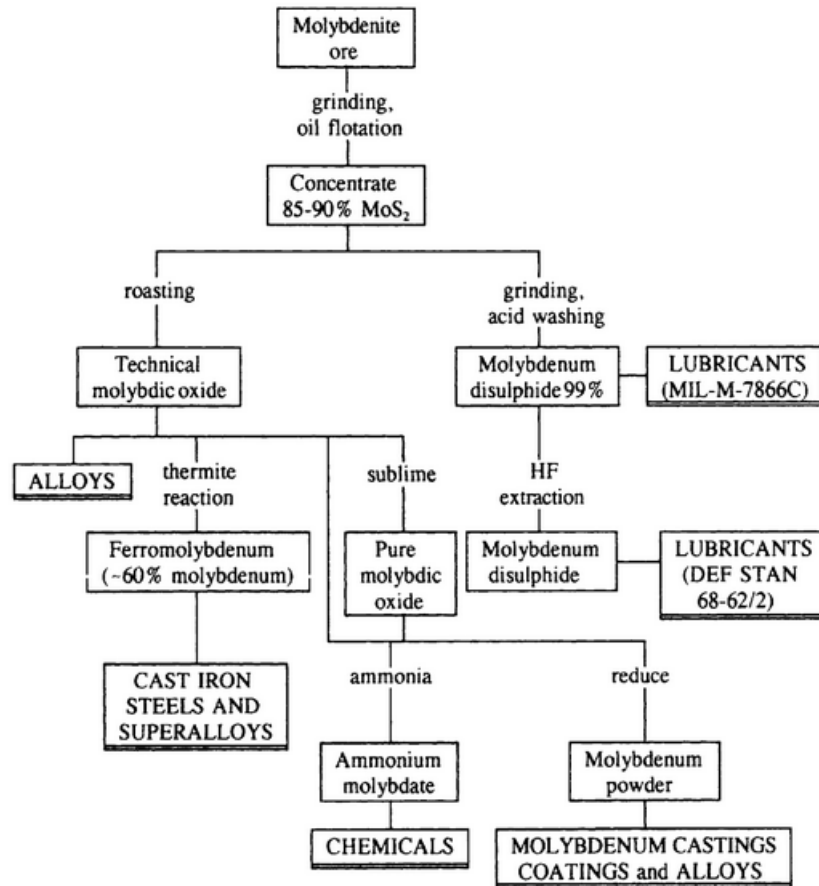 Molybdenite
ore
grinding,
oil flotation
Concentrate
85-90% MoS₂
roasting
grinding,
acid washing
Technical
molybdic oxide
Molybdenum
disulphide 99%
LUBRICANTS
(MIL-M-7866C)
ALLOYS
thermite
reaction
sublime
HF
extraction
Ferromolybdenum
(~60% molybdenum)
Pure
molybdic
oxide
Molybdenum
disulphide
LUBRICANTS
(DEF STAN
68-62/2)
CAST IRON
STEELS AND
SUPERALLOYS
ammonia
reduce
Ammonium
molybdate
Molybdenum
powder
CHEMICALS
MOLYBDENUM CASTINGS
COATINGS and ALLOYS